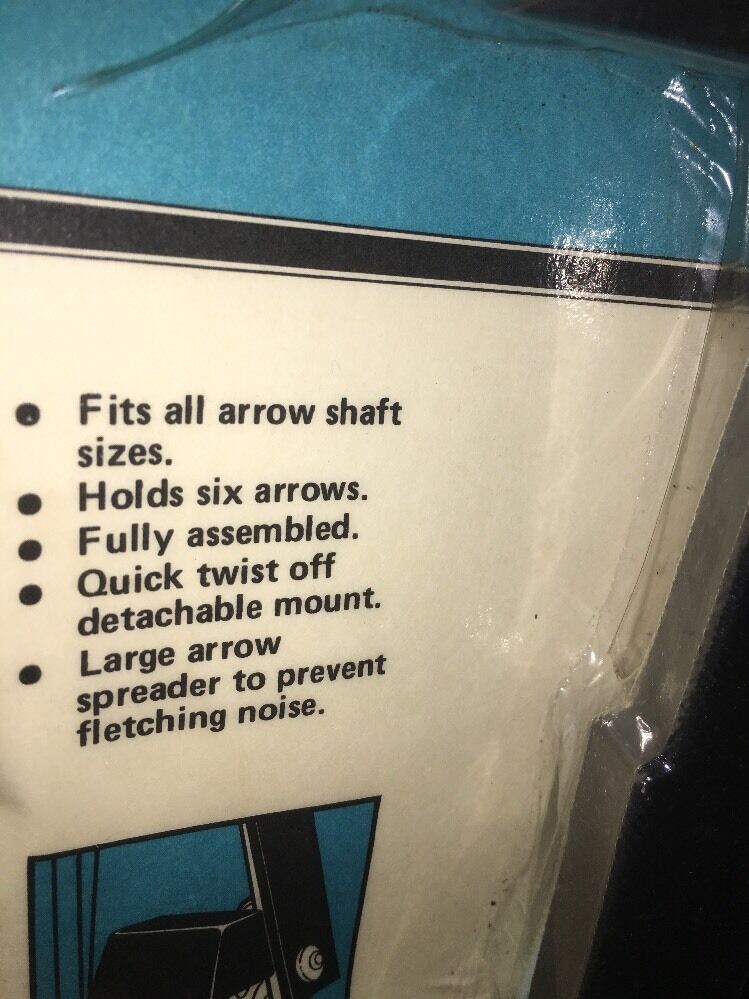 • Fits all arrow shaft
sizes.
• Holds six arrows.
• Fully assembled.
• Quick twist off
detachable mount.
• Large arrow
spreader to prevent
fletching noise.